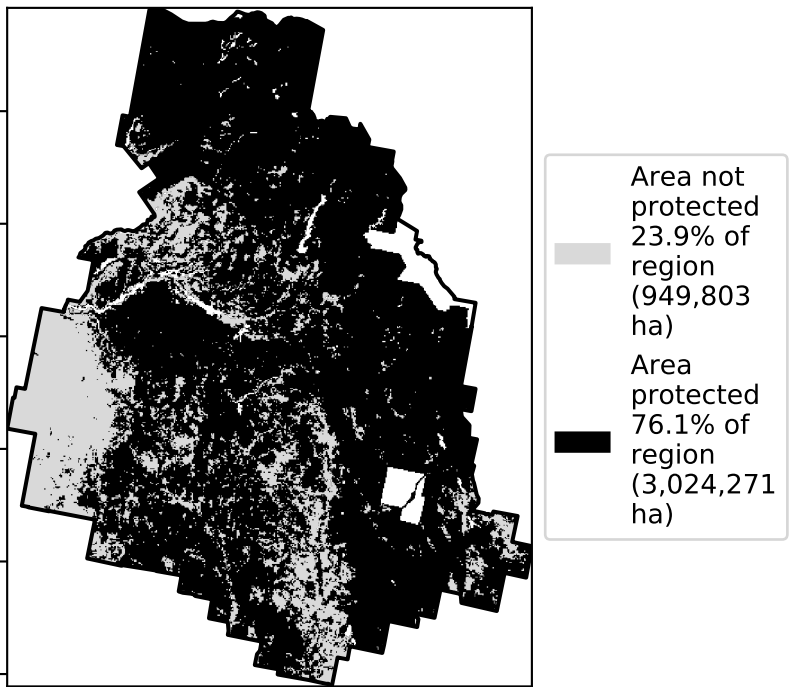 Area not
protected
23.9% of
region
(949,803
ha)
Area
protected
76.1% of
region
(3,024,271
ha)